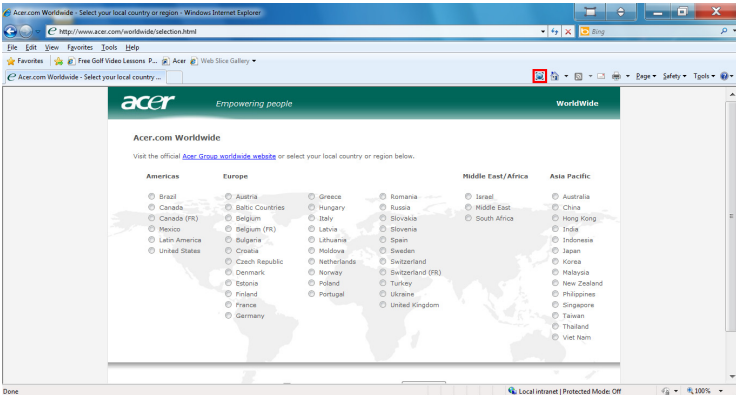 Acer.com Worldwide - Select your local country or region - Windows Internet Explorer
http://www.acer.com/worldwide/selection.html
Bing
File Edit View Favorites Tools Help
Favorites Free Golf Video Lessons P... Acer Web Slice Gallery
Acer.com Worldwide - Select your local country ...
Page Safety Tools
acer Empowering people WorldWide
Acer.com Worldwide
Visit the official Acer Group worldwide website or select your local country or region below.
Americas Europe Middle East/Africa Asia Pacific
Brazil Austria Greece Romania Israel Australia
Canada Baltic Countries Hungary Russia Middle East China
Canada (FR) Belgium Italy Slovakia South Africa Hong Kong
Mexico Belgium (FR) Latvia Slovenia India
Latin America Bulgaria Lithuania Spain Indonesia
United States Croatia Moldova Sweden Japan
Czech Republic Netherlands Switzerland Korea
Denmark Norway Switzerland (FR) Malaysia
Estonia Poland Turkey New Zealand
Finland Portugal Ukraine Philippines
France United Kingdom Singapore
Germany Taiwan
Thailand
Viet Nam
Done Local intranet | Protected Mode: Off 100%